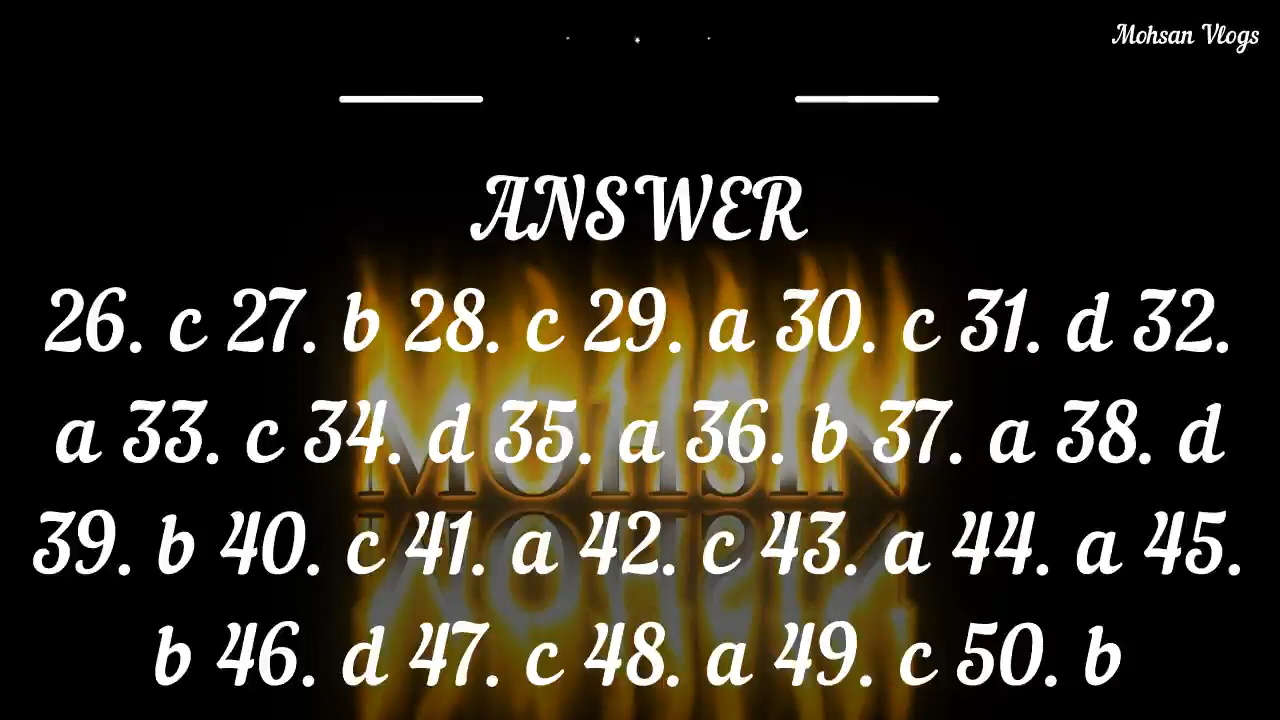 Mohsan Vlogs
ANSWER
26. c 27. b 28. c 29. a 30. c 31. d 32.
a 33. c 34. d 35. a 36. b 37. a 38. d
39. b 40. c 41. a 42. c 43. a 44. a 45.
b 46. d 47. c 48. a 49. c 50. b
MOHSIN